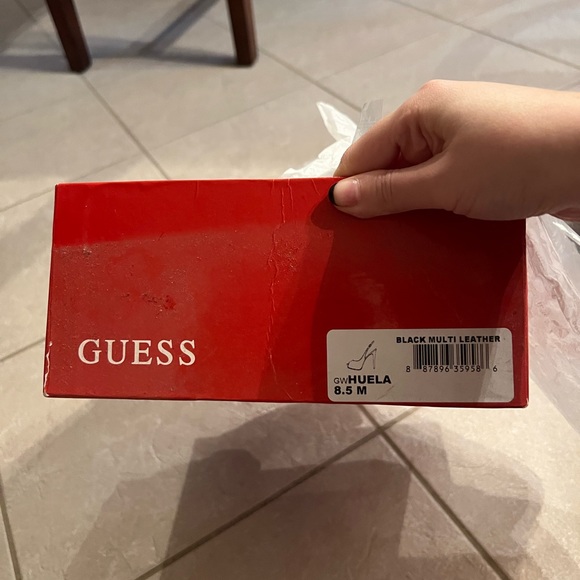 GUESS
BLACK MULTI LEATHER
8 87896 35958 6
GWHUELA
8.5 M